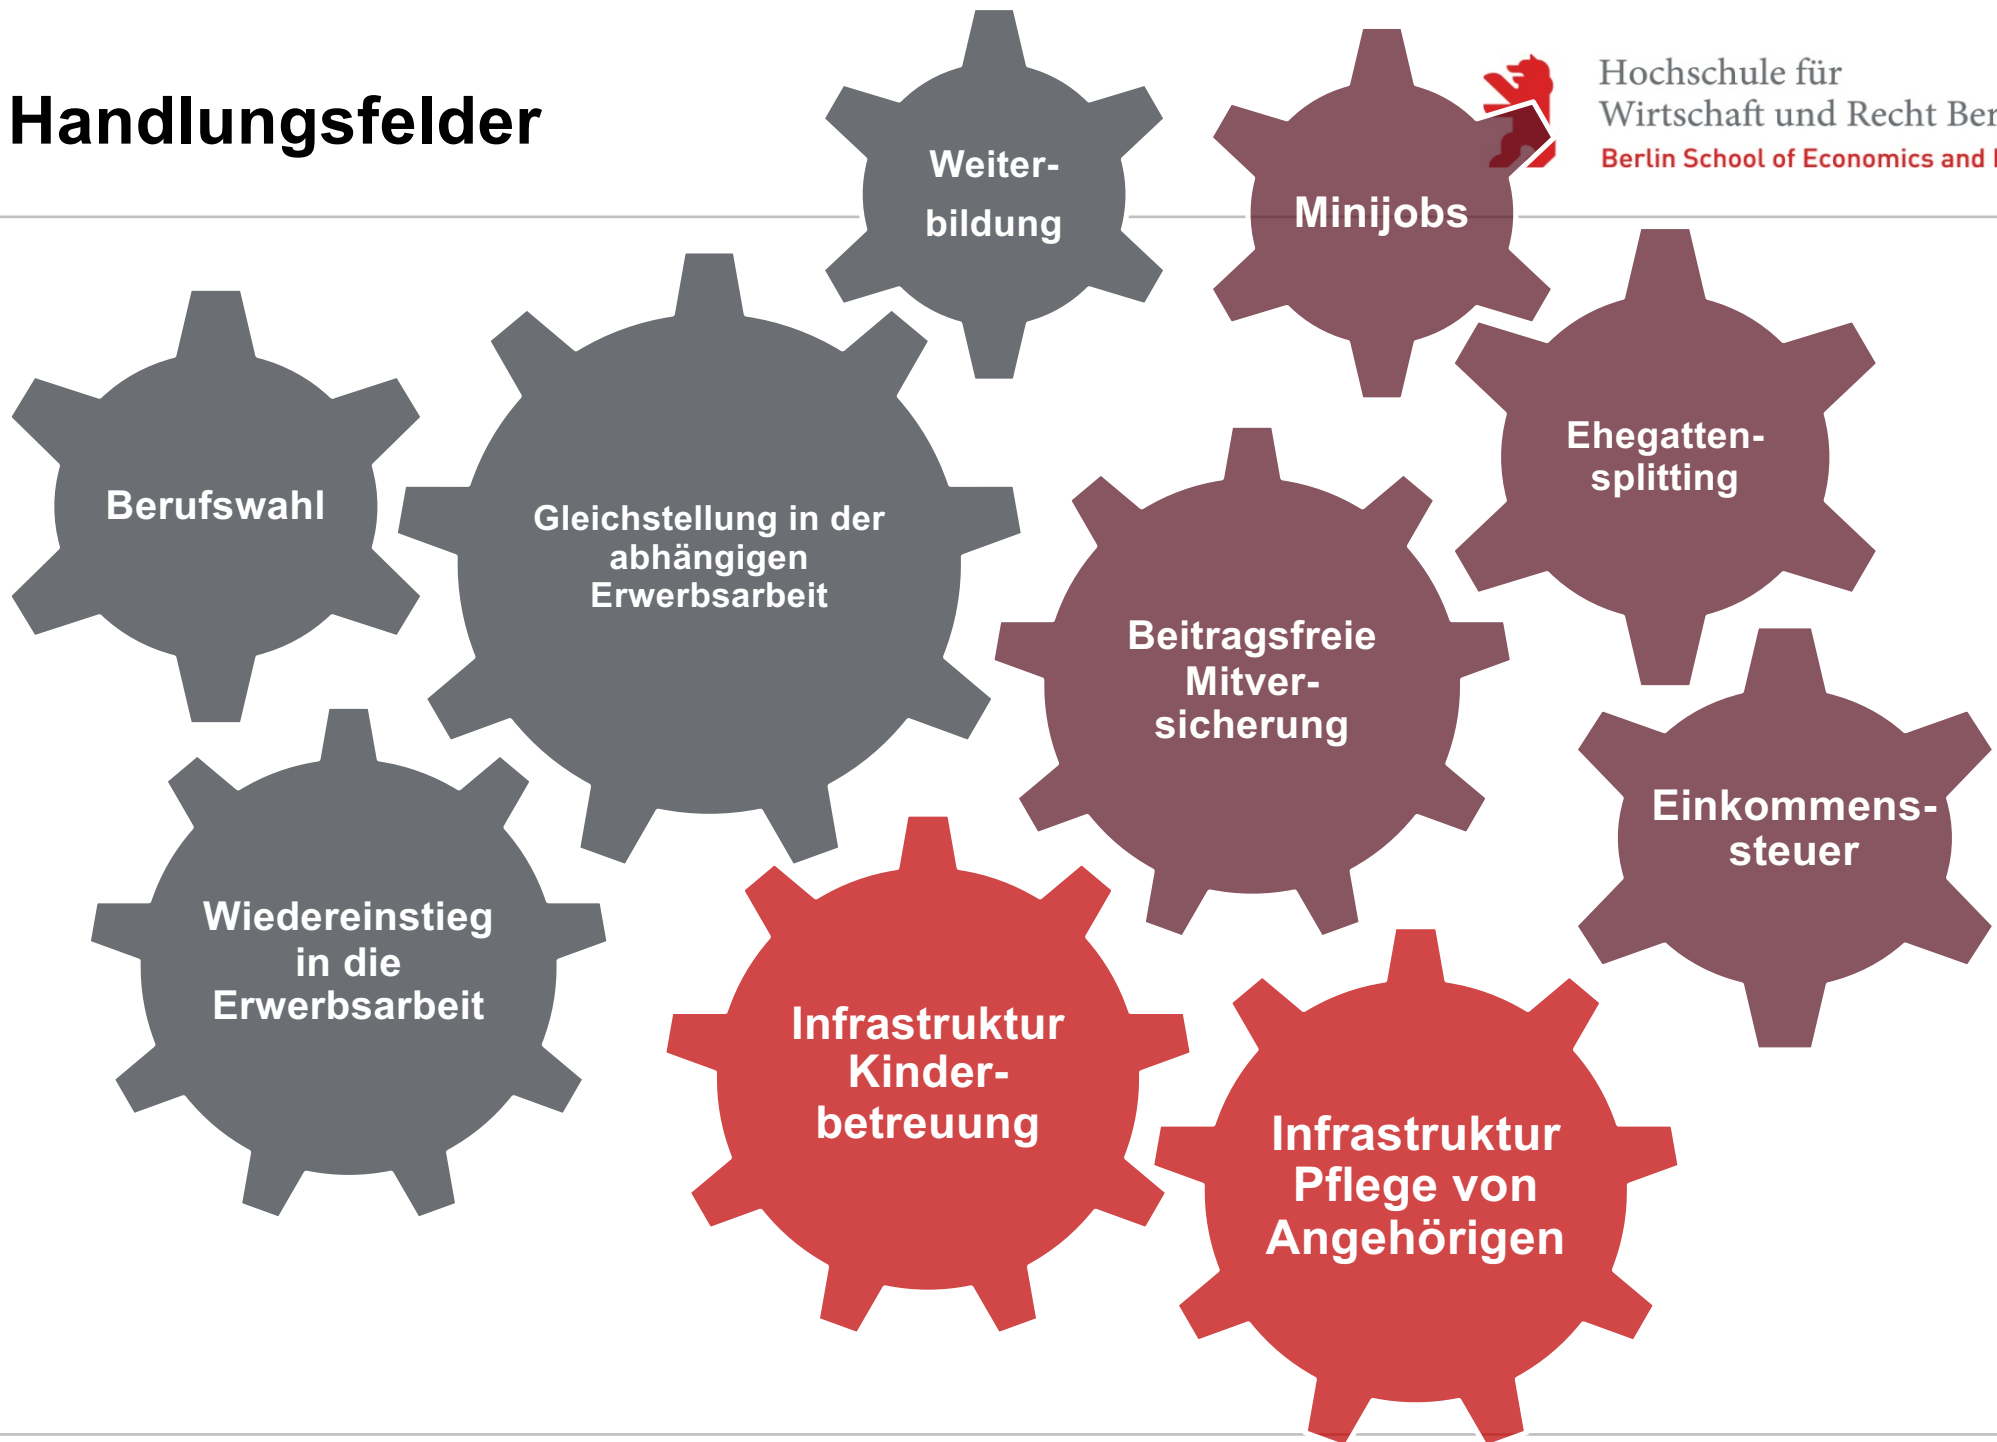 Handlungsfelder
Hochschule für
Wirtschaft und Recht Ber
Berlin School of Economics and
Weiter-
bildung
Minijobs
Ehegatten-
splitting
Berufswahl
Gleichstellung in der
abhängigen
Erwerbsarbeit
Beitragsfreie
Mitver-
sicherung
Einkommens-
steuer
Wiedereinstieg
in die
Erwerbsarbeit
Infrastruktur
Kinder-
betreuung
Infrastruktur
Pflege von
Angehörigen